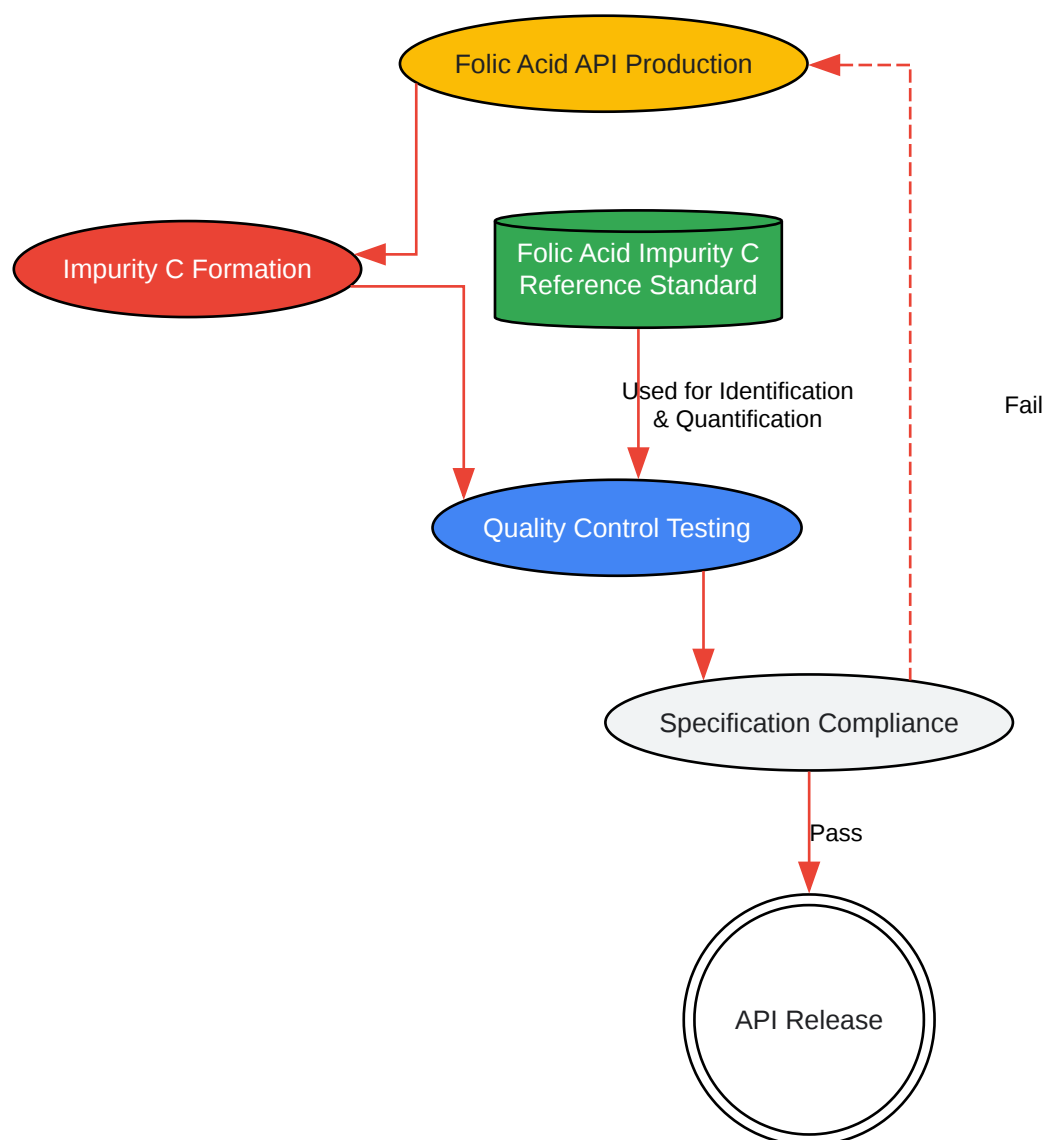 Folic Acid API Production
Impurity C Formation
Folic Acid Impurity C
Reference Standard
Used for Identification
& Quantification
Fail
Quality Control Testing
Specification Compliance
Pass
API Release